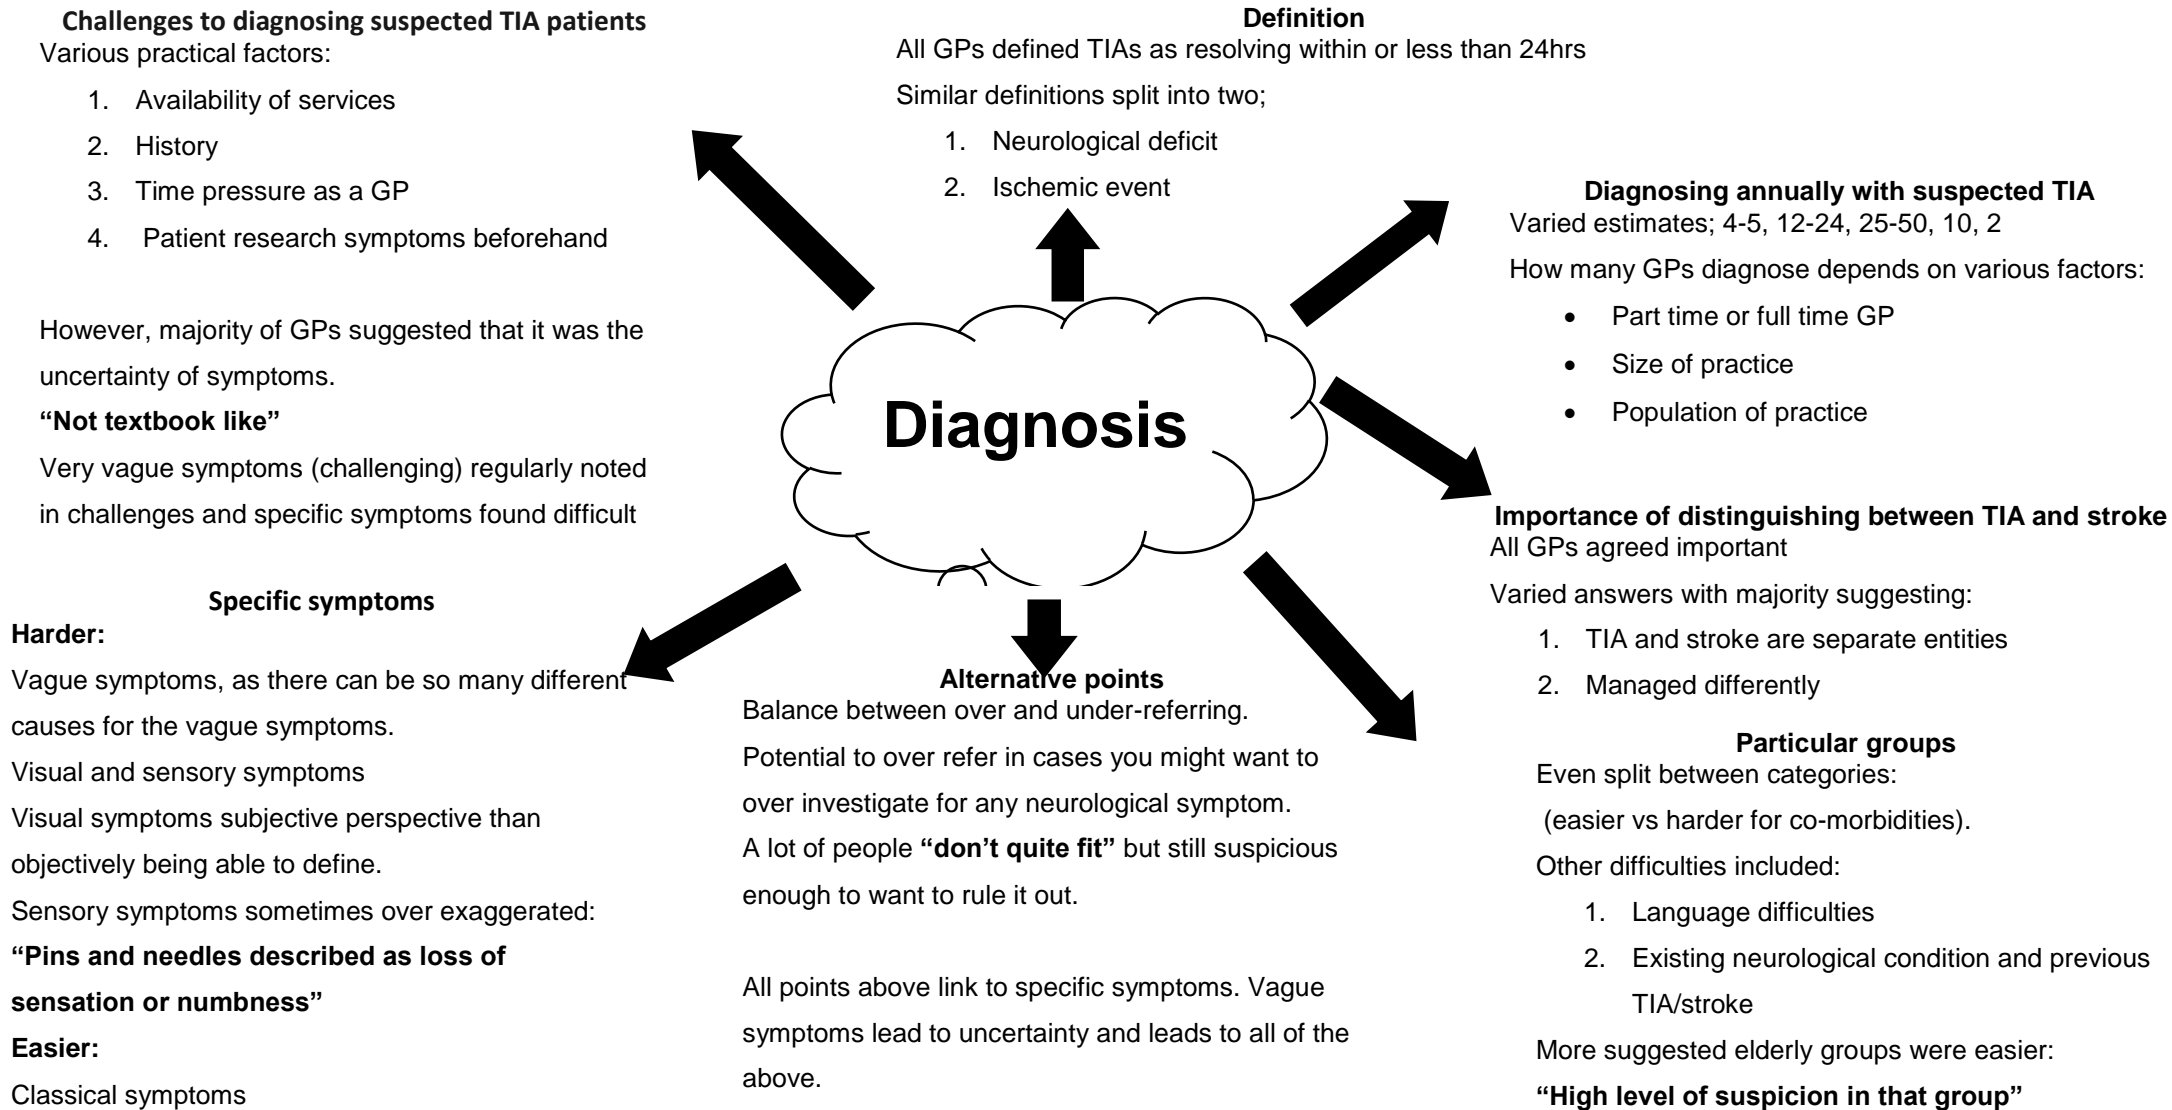 Challenges to diagnosing suspected TIA patients
Various practical factors:
1. Availability of services
2. History
3. Time pressure as a GP
4. Patient research symptoms beforehand
However, majority of GPs suggested that it was the
uncertainty of symptoms.
“Not textbook like”
Very vague symptoms (challenging) regularly noted
in challenges and specific symptoms found difficult
Definition
All GPs defined TIAs as resolving within or less than 24hrs
Similar definitions split into two;
1. Neurological deficit
2. Ischemic event
Diagnosing annually with suspected TIA
Varied estimates; 4-5, 12-24, 25-50, 10, 2
How many GPs diagnose depends on various factors:
• Part time or full time GP
• Size of practice
• Population of practice
Diagnosis
Importance of distinguishing between TIA and stroke
All GPs agreed important
Varied answers with majority suggesting:
1. TIA and stroke are separate entities
2. Managed differently
Specific symptoms
Harder:
Vague symptoms, as there can be so many different
causes for the vague symptoms.
Visual and sensory symptoms
Visual symptoms subjective perspective than
objectively being able to define.
Sensory symptoms sometimes over exaggerated:
“Pins and needles described as loss of
sensation or numbness”
Easier:
Classical symptoms
Alternative points
Balance between over and under-referring.
Potential to over refer in cases you might want to
over investigate for any neurological symptom.
A lot of people “don’t quite fit” but still suspicious
enough to want to rule it out.
All points above link to specific symptoms. Vague
symptoms lead to uncertainty and leads to all of the
above.
Particular groups
Even split between categories:
(easier vs harder for co-morbidities).
Other difficulties included:
1. Language difficulties
2. Existing neurological condition and previous
TIA/stroke
More suggested elderly groups were easier:
“High level of suspicion in that group”